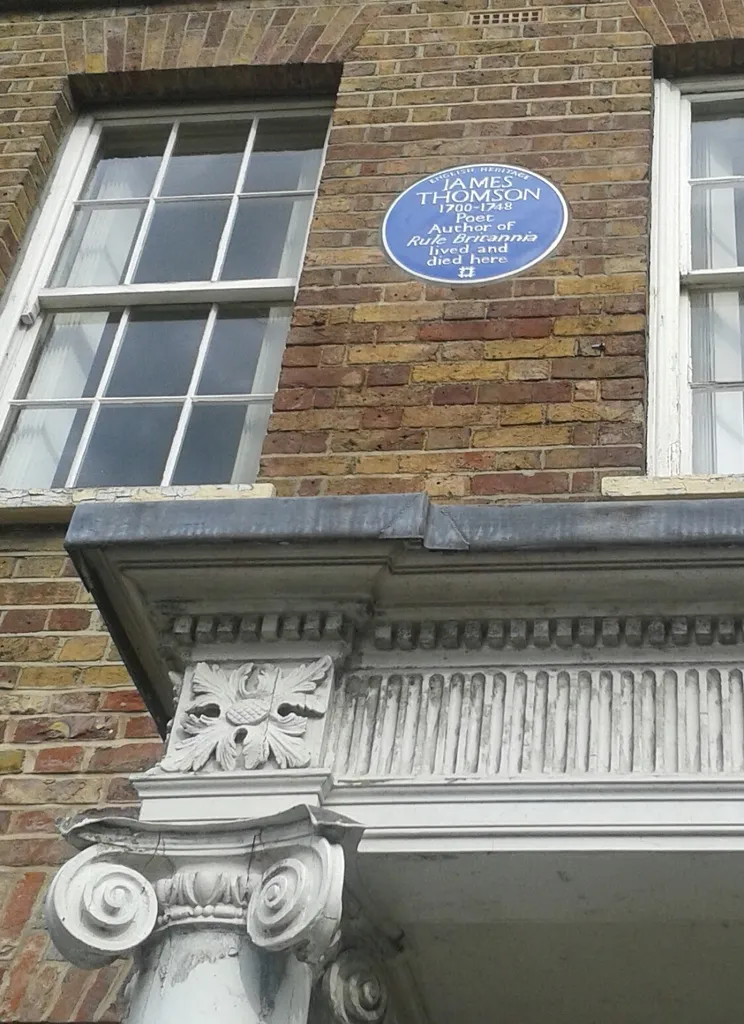 ENGLISH HERITAGE
JAMES
THOMSON
1700-1748
Poet
Author of
Rule Britannia
lived and
died here